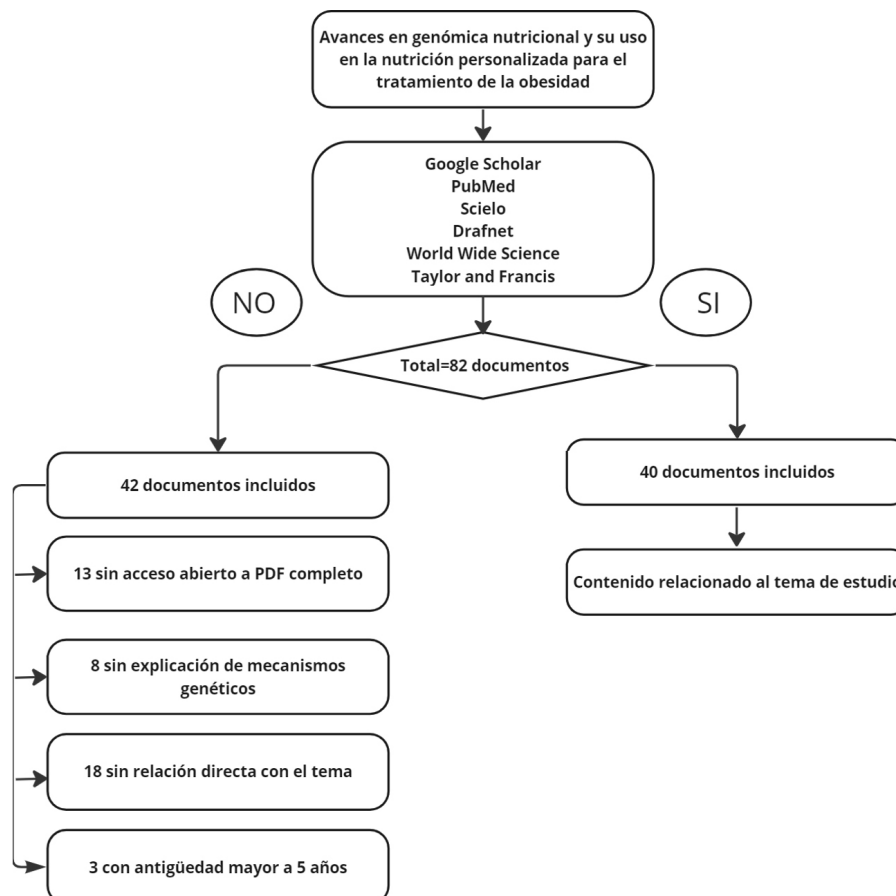 Avances en genómica nutricional y su uso
en la nutrición personalizada para el
tratamiento de la obesidad
Google Scholar
PubMed
Scielo
Drafnet
World Wide Science
Taylor and Francis
NO
SI
Total=82 documentos
42 documentos incluidos
40 documentos incluidos
13 sin acceso abierto a PDF completo
Contenido relacionado al tema de estudio
8 sin explicación de mecanismos
genéticos
18 sin relación directa con el tema
3 con antigüedad mayor a 5 años